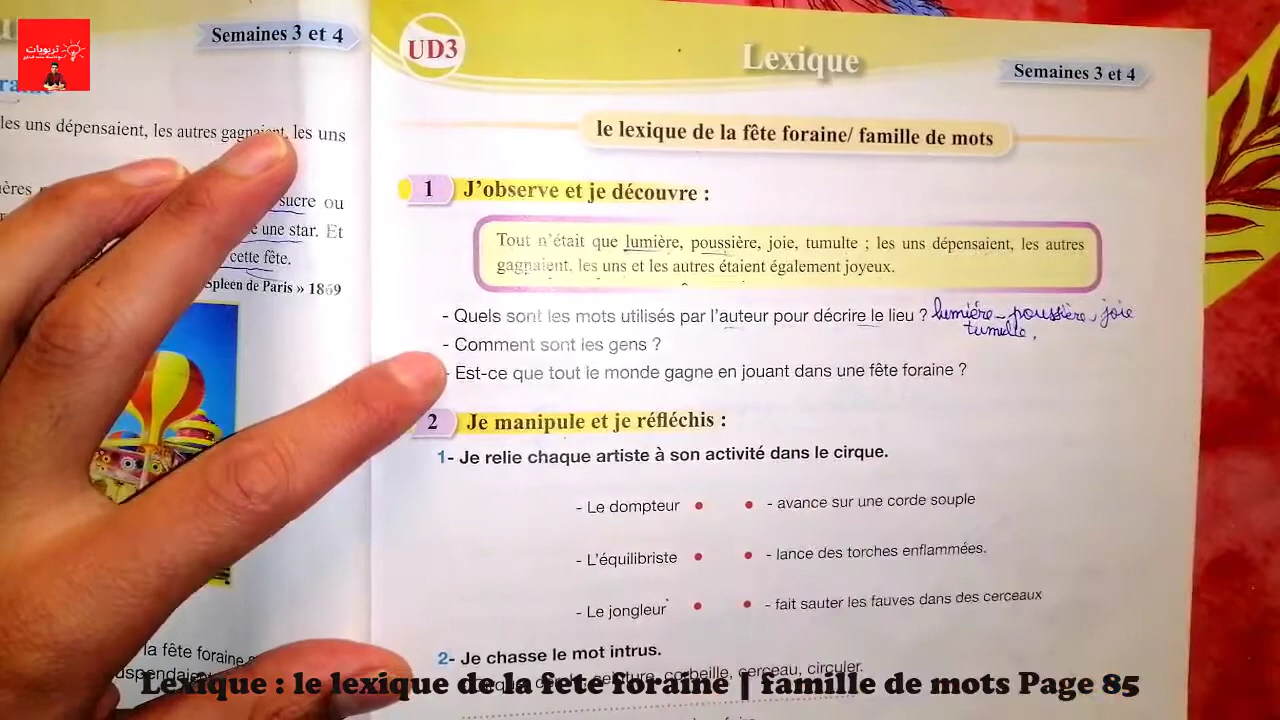 تربويات
Semaines 3 et 4
les uns dépensaient, les autres gagnaient, les uns
sucre ou
une star. Et
cette fête.
Spleen de Paris » 1869
la fête foraine
UD3
Lexique
Semaines 3 et 4
le lexique de la fête foraine/ famille de mots
1 J'observe et je découvre :
Tout n'était que lumière, poussière, joie, tumulte ; les uns dépensaient, les autres
gagnaient, les uns et les autres étaient également joyeux.
- Quels sont les mots utilisés par l'auteur pour décrire le lieu ? lumière - poussière, joie
tumulte,
- Comment sont les gens ?
- Est-ce que tout le monde gagne en jouant dans une fête foraine ?
2 Je manipule et je réfléchis :
1- Je relie chaque artiste à son activité dans le cirque.
- Le dompteur • • - avance sur une corde souple
- L'équilibriste • • - lance des torches enflammées.
- Le jongleur • • - fait sauter les fauves dans des cerceaux
2- Je chasse le mot intrus.
corbeille, cerceau, circuler.
Lexique : le lexique de la fete foraine | famille de mots Page 85